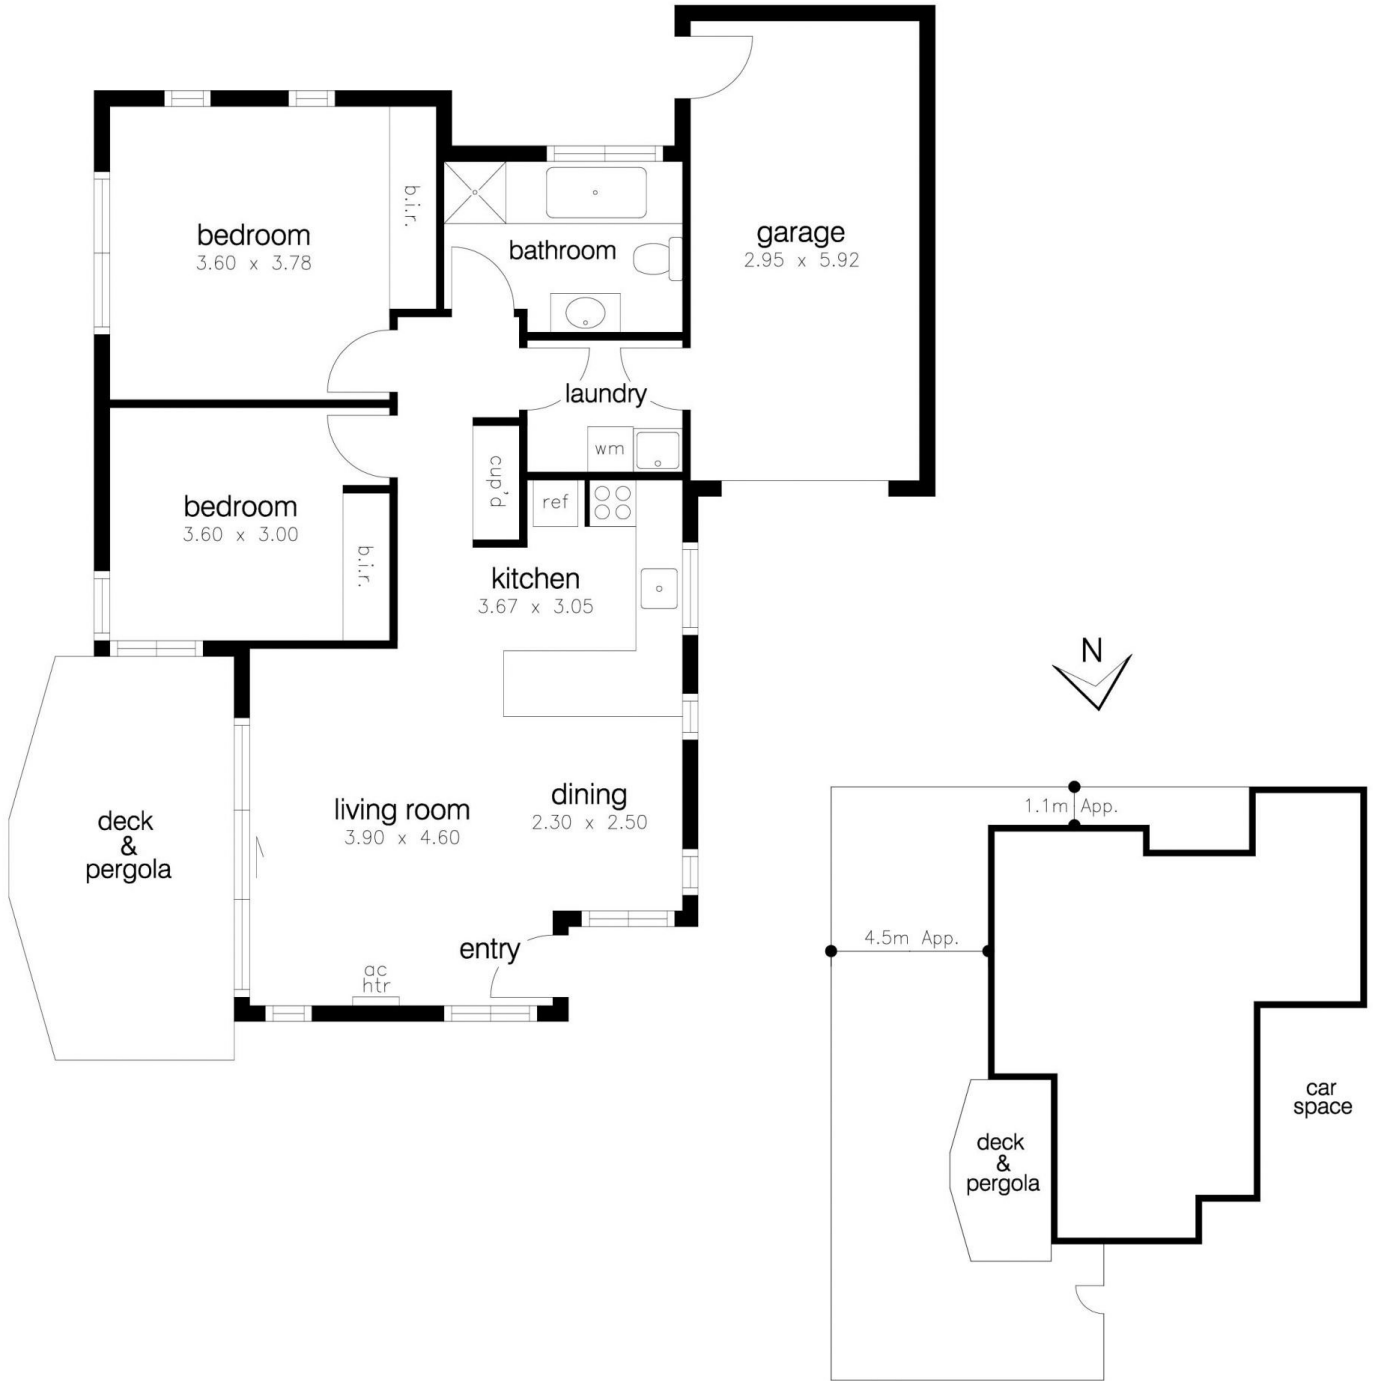 b.i.r.
bedroom
3.60 x 3.78
bathroom
garage
2.95 x 5.92
laundry
wm
cup'd
ref
bedroom
3.60 x 3.00
b.i.r.
kitchen
3.67 x 3.05
living room
3.90 x 4.60
dining
2.30 x 2.50
deck
&
pergola
entry
ac
htr
N
1.1m App.
4.5m App.
car
space
deck
&
pergola